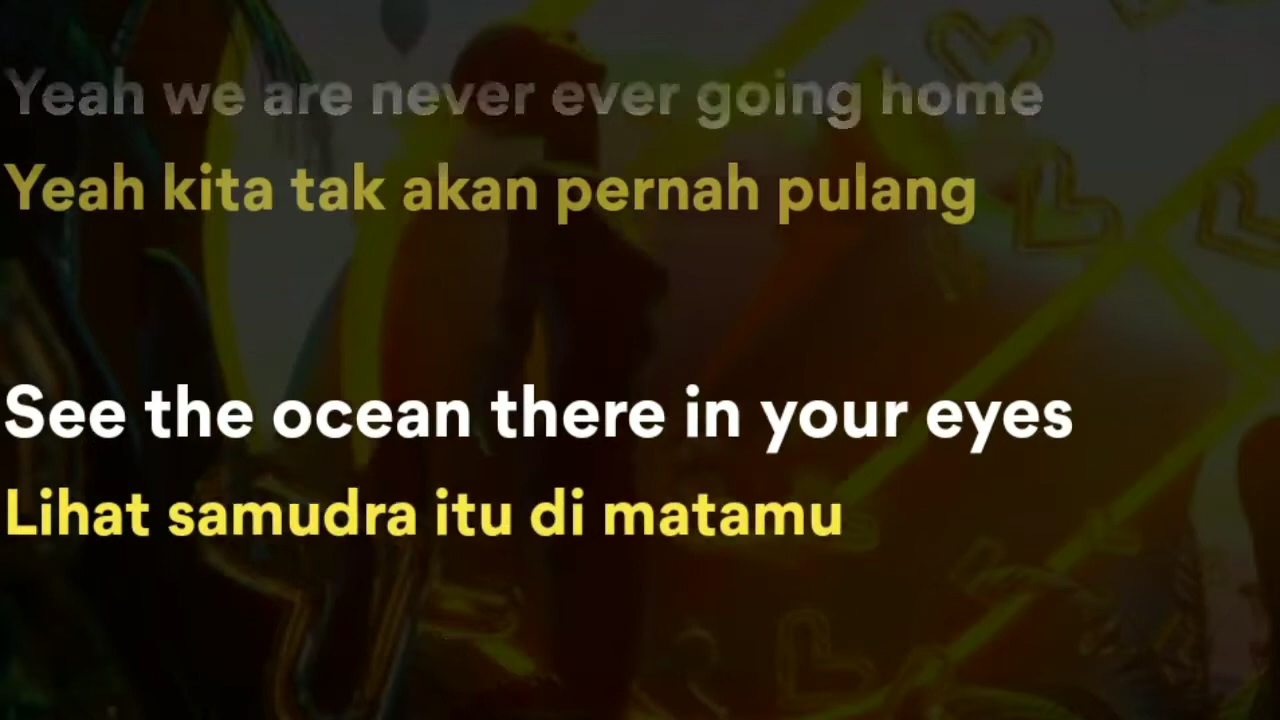 Yeah we are never ever going home
Yeah kita tak akan pernah pulang
See the ocean there in your eyes
Lihat samudra itu di matamu